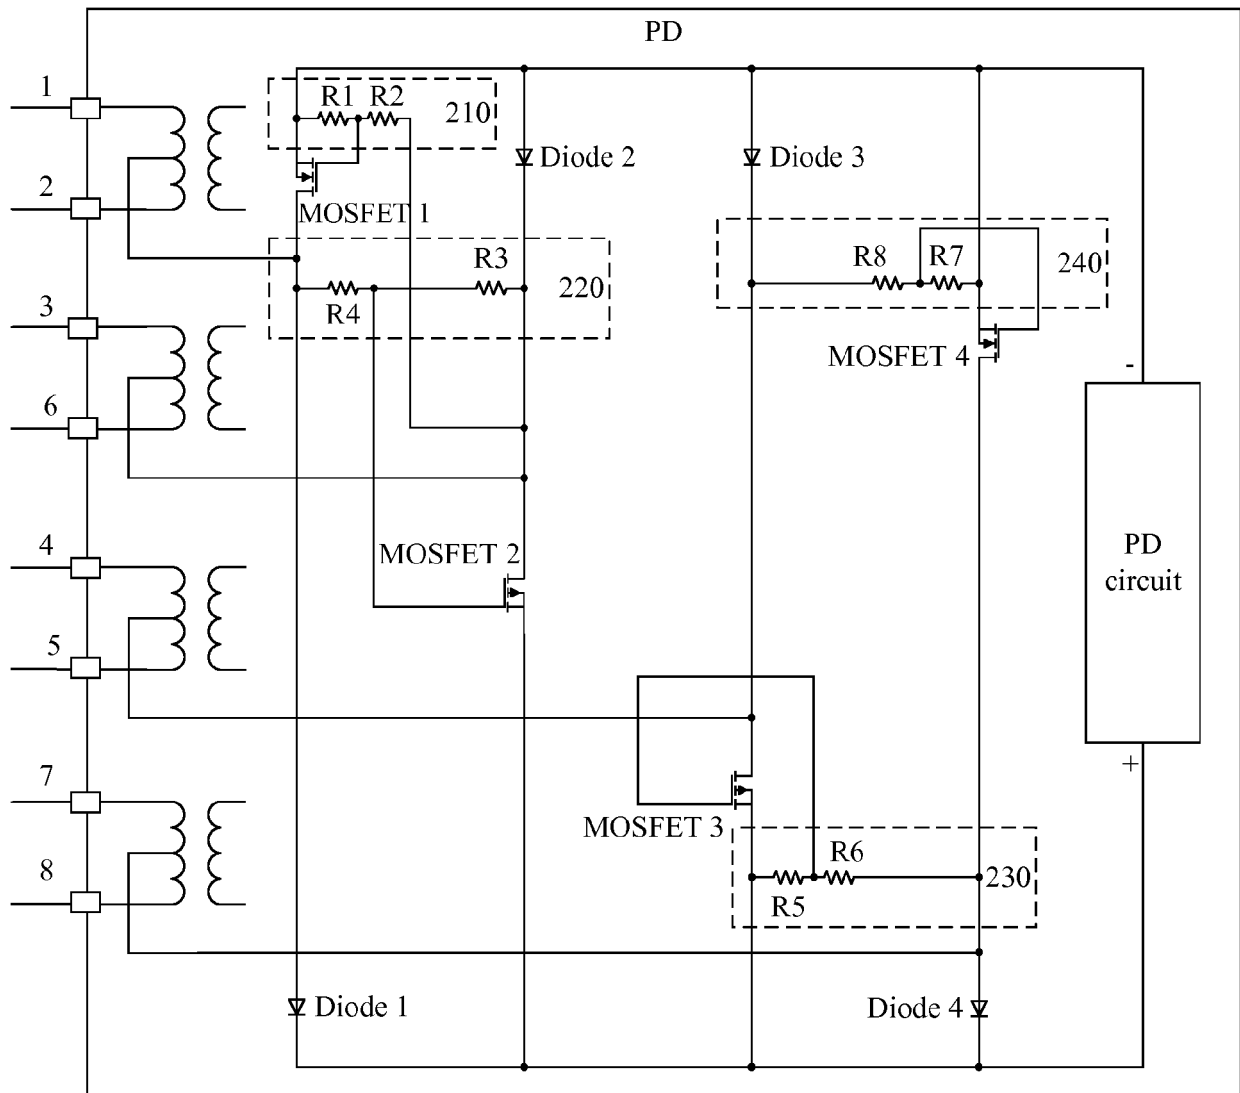 PD
1
R1
R2
210
Diode 2
Diode 3
2
MOSFET 1
R3
R8
R7
240
220
3
R4
MOSFET 4
-
6
MOSFET 2
4
PD
circuit
5
+
7
MOSFET 3
R6
8
230
R5
Diode 1
Diode 4